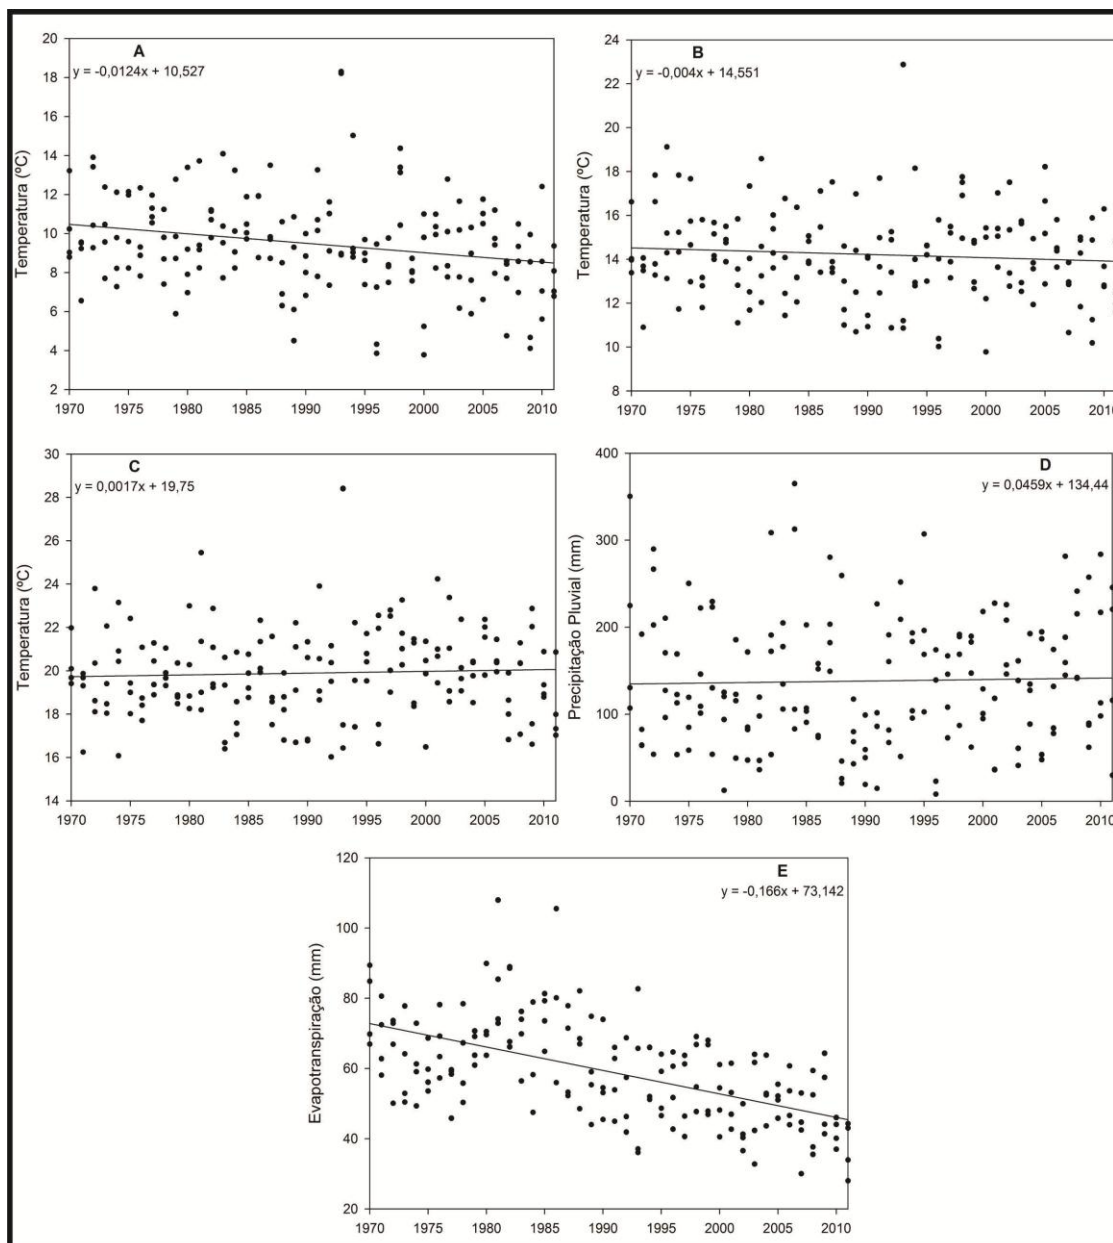 A
y = -0,0124x + 10,527
Temperatura (ºC)
20
18
16
14
12
10
8
6
4
2
1970 1975 1980 1985 1990 1995 2000 2005 2010
B
y = -0,004x + 14,551
Temperatura (ºC)
24
22
20
18
16
14
12
10
8
1970 1975 1980 1985 1990 1995 2000 2005 2010
C
y = 0,0017x + 19,75
Temperatura (ºC)
30
28
26
24
22
20
18
16
14
1970 1975 1980 1985 1990 1995 2000 2005 2010
D
y = 0,0459x + 134,44
Precipitação Pluvial (mm)
400
300
200
100
0
1970 1975 1980 1985 1990 1995 2000 2005 2010
E
y = -0,166x + 73,142
Evapotranspiração (mm)
120
100
80
60
40
20
1970 1975 1980 1985 1990 1995 2000 2005 2010